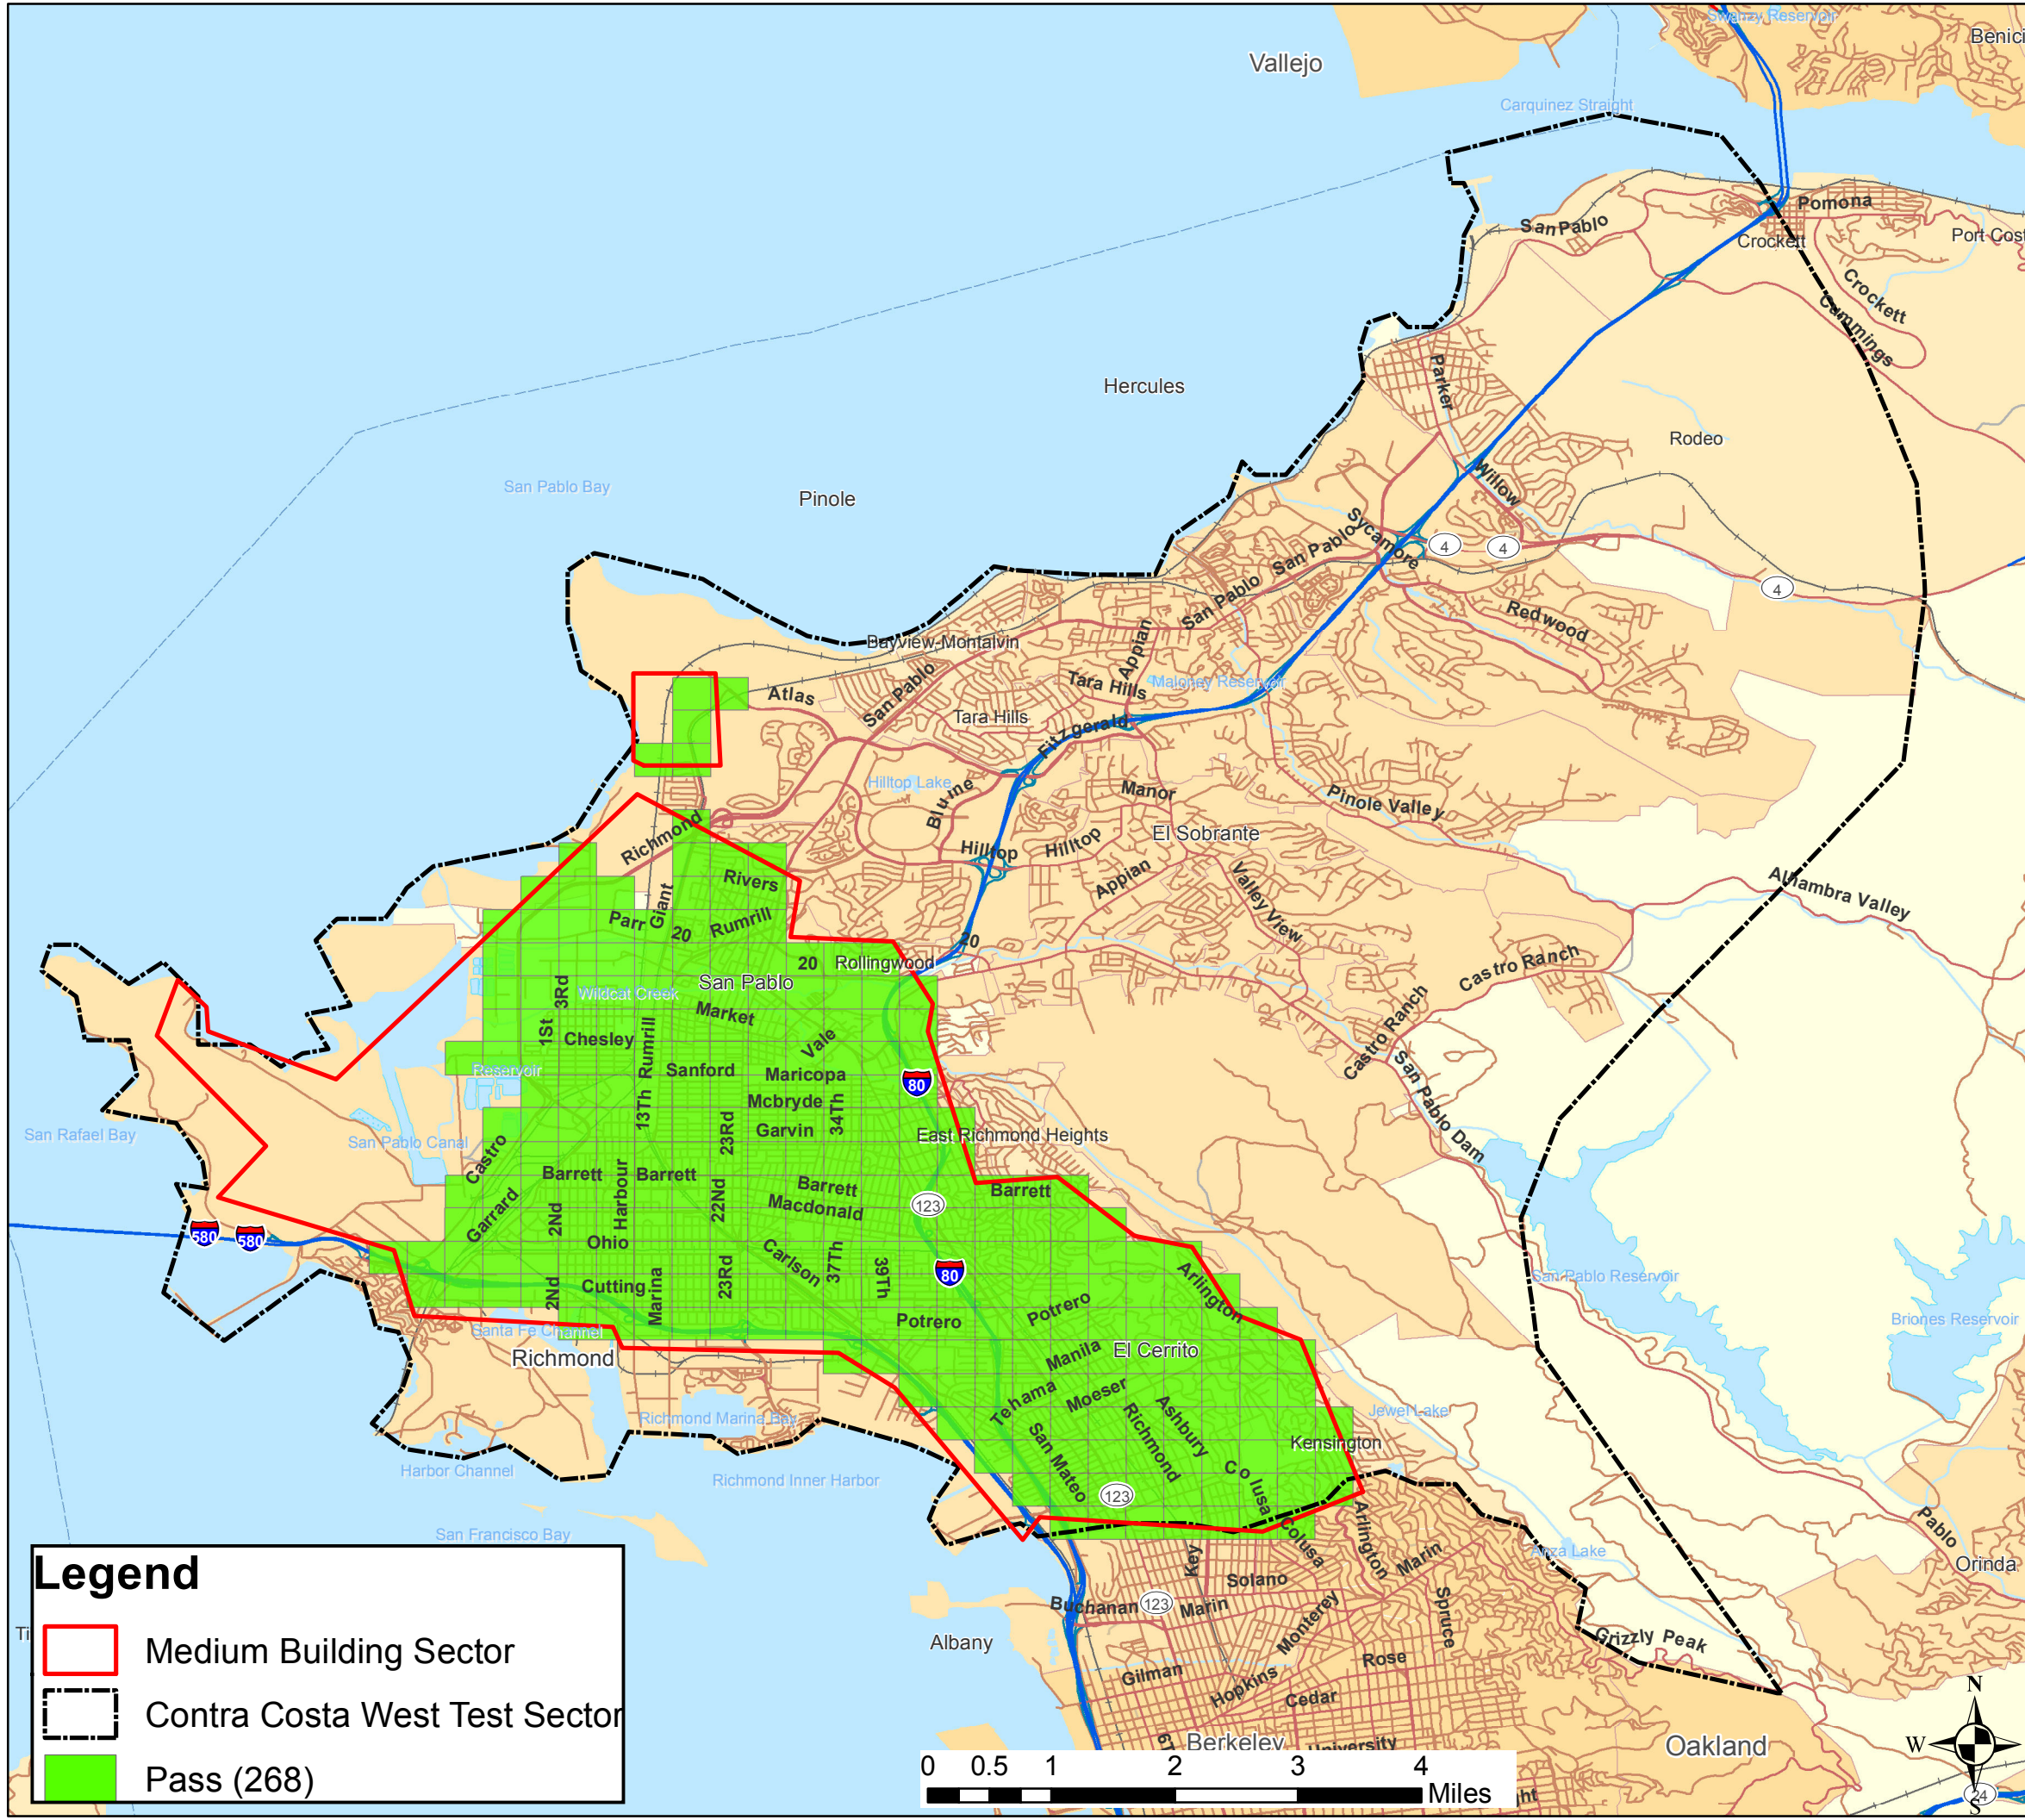 Swanzy Reservoir
Vallejo
Carquinez Straight
Pomona
San Pablo
Crockett
Crockett
Cummings
Parker
Hercules
Rodeo
San Pablo Bay
Pinole
Willow
Sycamore
San Pablo
4
4
4
San Pablo
Redwood
Bayview-Montalvin
Appian
Atlas
San Pablo
Tara Hills
Maloney Reservoir
Tara Hills
Fitzgerald
Hilltop Lake
Blume
Manor
Pinole Valley
El Sobrante
Richmond
Hilltop
Hilltop
Appian
Valley View
Alhambra Valley
Rivers
Giant
Parr
20
Rumrill
20
20
Rollingwood
Castro Ranch
San Pablo
3Rd
Wildcat Creek
Market
1St
Chesley
Rumrill
Vale
Castro Ranch
Reservoir
Sanford
Maricopa
80
San Pablo Dam
Mcbryde
13Th
23Rd
34Th
Garvin
East Richmond Heights
San Rafael Bay
San Pablo Canal
Castro
Barrett
Harbour
Barrett
Barrett
Barrett
Garrard
2Nd
22Nd
Macdonald
123
580
580
Ohio
Carlson
37Th
39Th
80
Arlington
San Pablo Reservoir
2Nd
Cutting
Marina
23Rd
Potrero
Potrero
Briones Reservoir
Santa Fe Channel
Richmond
Manila
El Cerrito
Tehama
Moeser
Ashbury
Richmond
Jewel Lake
Richmond Marina Bay
San Mateo
Kensington
Harbor Channel
Richmond Inner Harbor
Colusa
123
San Francisco Bay
Colusa
Arlington
Marin
Anza Lake
Pablo
Orinda
Key
Solano
Buchanan
123
Marin
Monterey
Spruce
Albany
Grizzly Peak
Gilman
Hopkins
Rose
Cedar
Berkeley
University
Oakland
24
Legend
Medium Building Sector
Contra Costa West Test Sector
Pass (268)
0 0.5 1 2 3 4
Miles
N
W
S